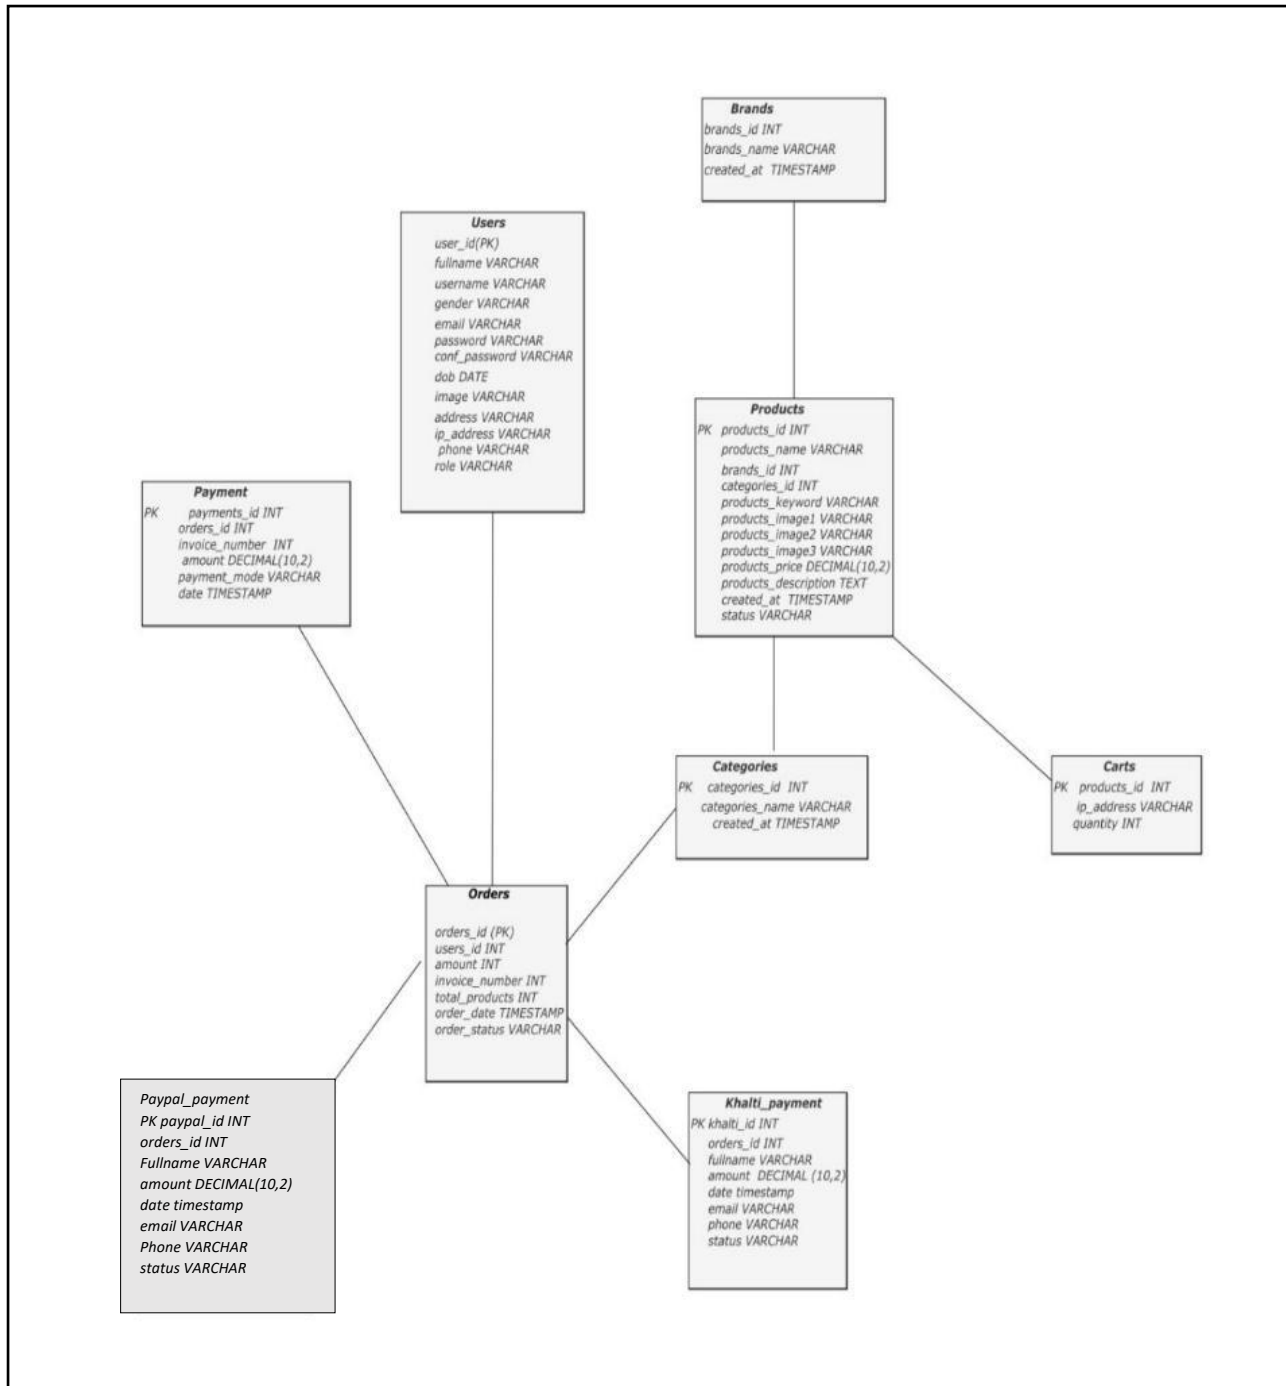 Brands
brands_id INT
brands_name VARCHAR
created_at TIMESTAMP
Users
user_id(PK)
fullname VARCHAR
username VARCHAR
gender VARCHAR
email VARCHAR
password VARCHAR
conf_password VARCHAR
dob DATE
image VARCHAR
address VARCHAR
ip_address VARCHAR
phone VARCHAR
role VARCHAR
Products
PK products_id INT
products_name VARCHAR
brands_id INT
categories_id INT
products_keyword VARCHAR
products_image1 VARCHAR
products_image2 VARCHAR
products_image3 VARCHAR
products_price DECIMAL(10,2)
products_description TEXT
created_at TIMESTAMP
status VARCHAR
Payment
PK payments_id INT
orders_id INT
invoice_number INT
amount DECIMAL(10,2)
payment_mode VARCHAR
date TIMESTAMP
Categories
PK categories_id INT
categories_name VARCHAR
created_at TIMESTAMP
Carts
PK products_id INT
ip_address VARCHAR
quantity INT
Orders
orders_id (PK)
users_id INT
amount INT
invoice_number INT
total_products INT
order_date TIMESTAMP
order_status VARCHAR
Paypal_payment
PK paypal_id INT
orders_id INT
Fullname VARCHAR
amount DECIMAL(10,2)
date timestamp
email VARCHAR
Phone VARCHAR
status VARCHAR
Khalti_payment
PK khalti_id INT
orders_id INT
fullname VARCHAR
amount DECIMAL (10,2)
date timestamp
email VARCHAR
phone VARCHAR
status VARCHAR